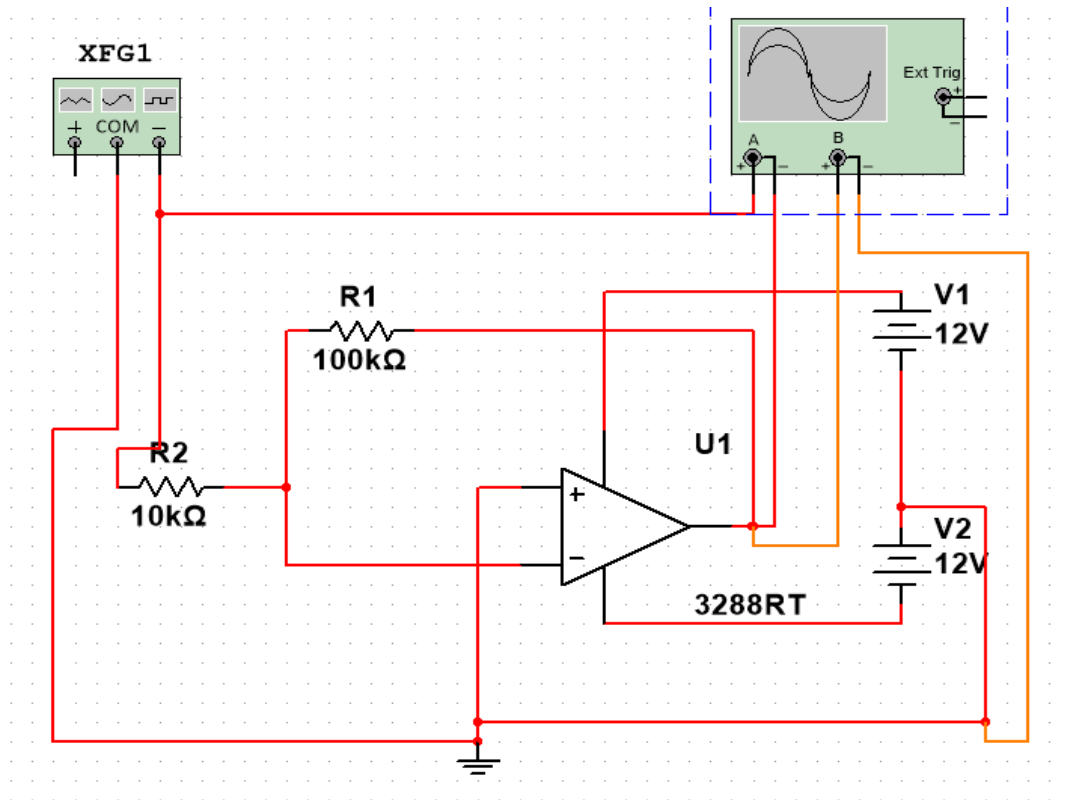 XFG1
+ COM −
Ext Trig
+
−
A
B
+ −
+ −
R1
100kΩ
V1
12V
R2
10kΩ
U1
+
−
V2
12V
3288RT